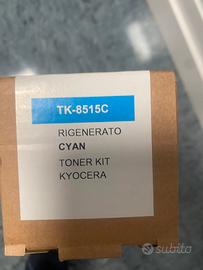 TK-8515C
RIGENERATO
CYAN
TONER KIT
KYOCERA
subito